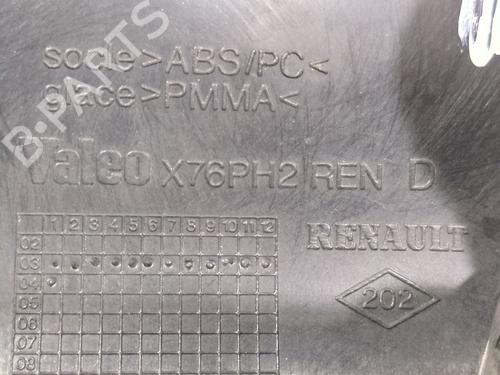 socle>ABS/PC<
glace>PMMA<
Valeo X76PH2 REN D
1 2 3 4 5 6 7 8 9 10 11 12
02
03
04
05
06
07
08
RENAULT
202
B-PARTS